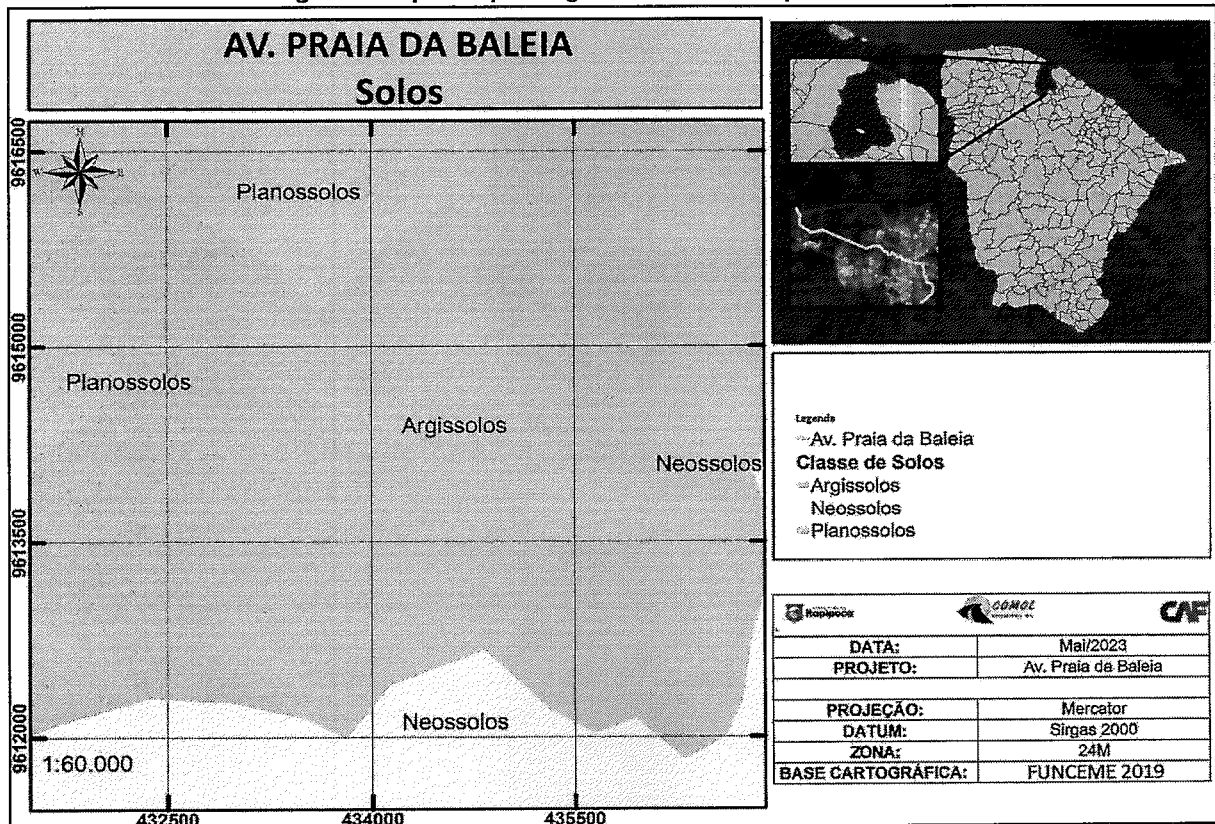 AV. PRAIA DA BALEIA
Solos
N
S
Planossolos
Planossolos
Argissolos
Neossolos
Neossolos
1:60.000
9616500
9615000
9613500
9612000
432500
434000
435500
Legenda
Av. Praia da Baleia
Classe de Solos
Argissolos
Neossolos
Planossolos
Itapipoca
COMOL
CAF
DATA: Mai/2023
PROJETO: Av. Praia da Baleia
PROJEÇÃO: Mercator
DATUM: Sirgas 2000
ZONA: 24M
BASE CARTOGRÁFICA: FUNCEME 2019